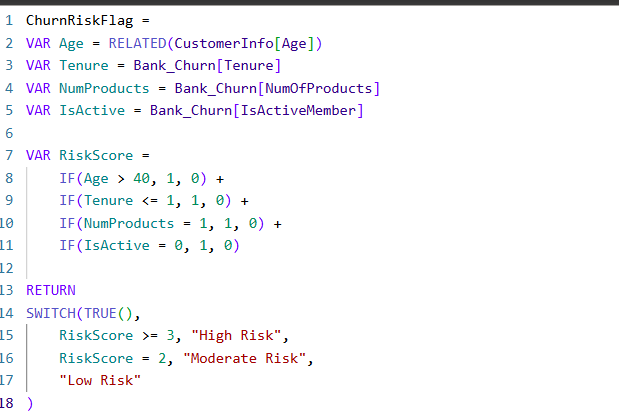 1 ChurnRiskFlag =
2 VAR Age = RELATED(CustomerInfo[Age])
3 VAR Tenure = Bank_Churn[Tenure]
4 VAR NumProducts = Bank_Churn[NumOfProducts]
5 VAR IsActive = Bank_Churn[IsActiveMember]
6
7 VAR RiskScore =
8     IF(Age > 40, 1, 0) +
9     IF(Tenure <= 1, 1, 0) +
10     IF(NumProducts = 1, 1, 0) +
11     IF(IsActive = 0, 1, 0)
12
13 RETURN
14 SWITCH(TRUE(),
15     RiskScore >= 3, "High Risk",
16     RiskScore = 2, "Moderate Risk",
17     "Low Risk"
18 )